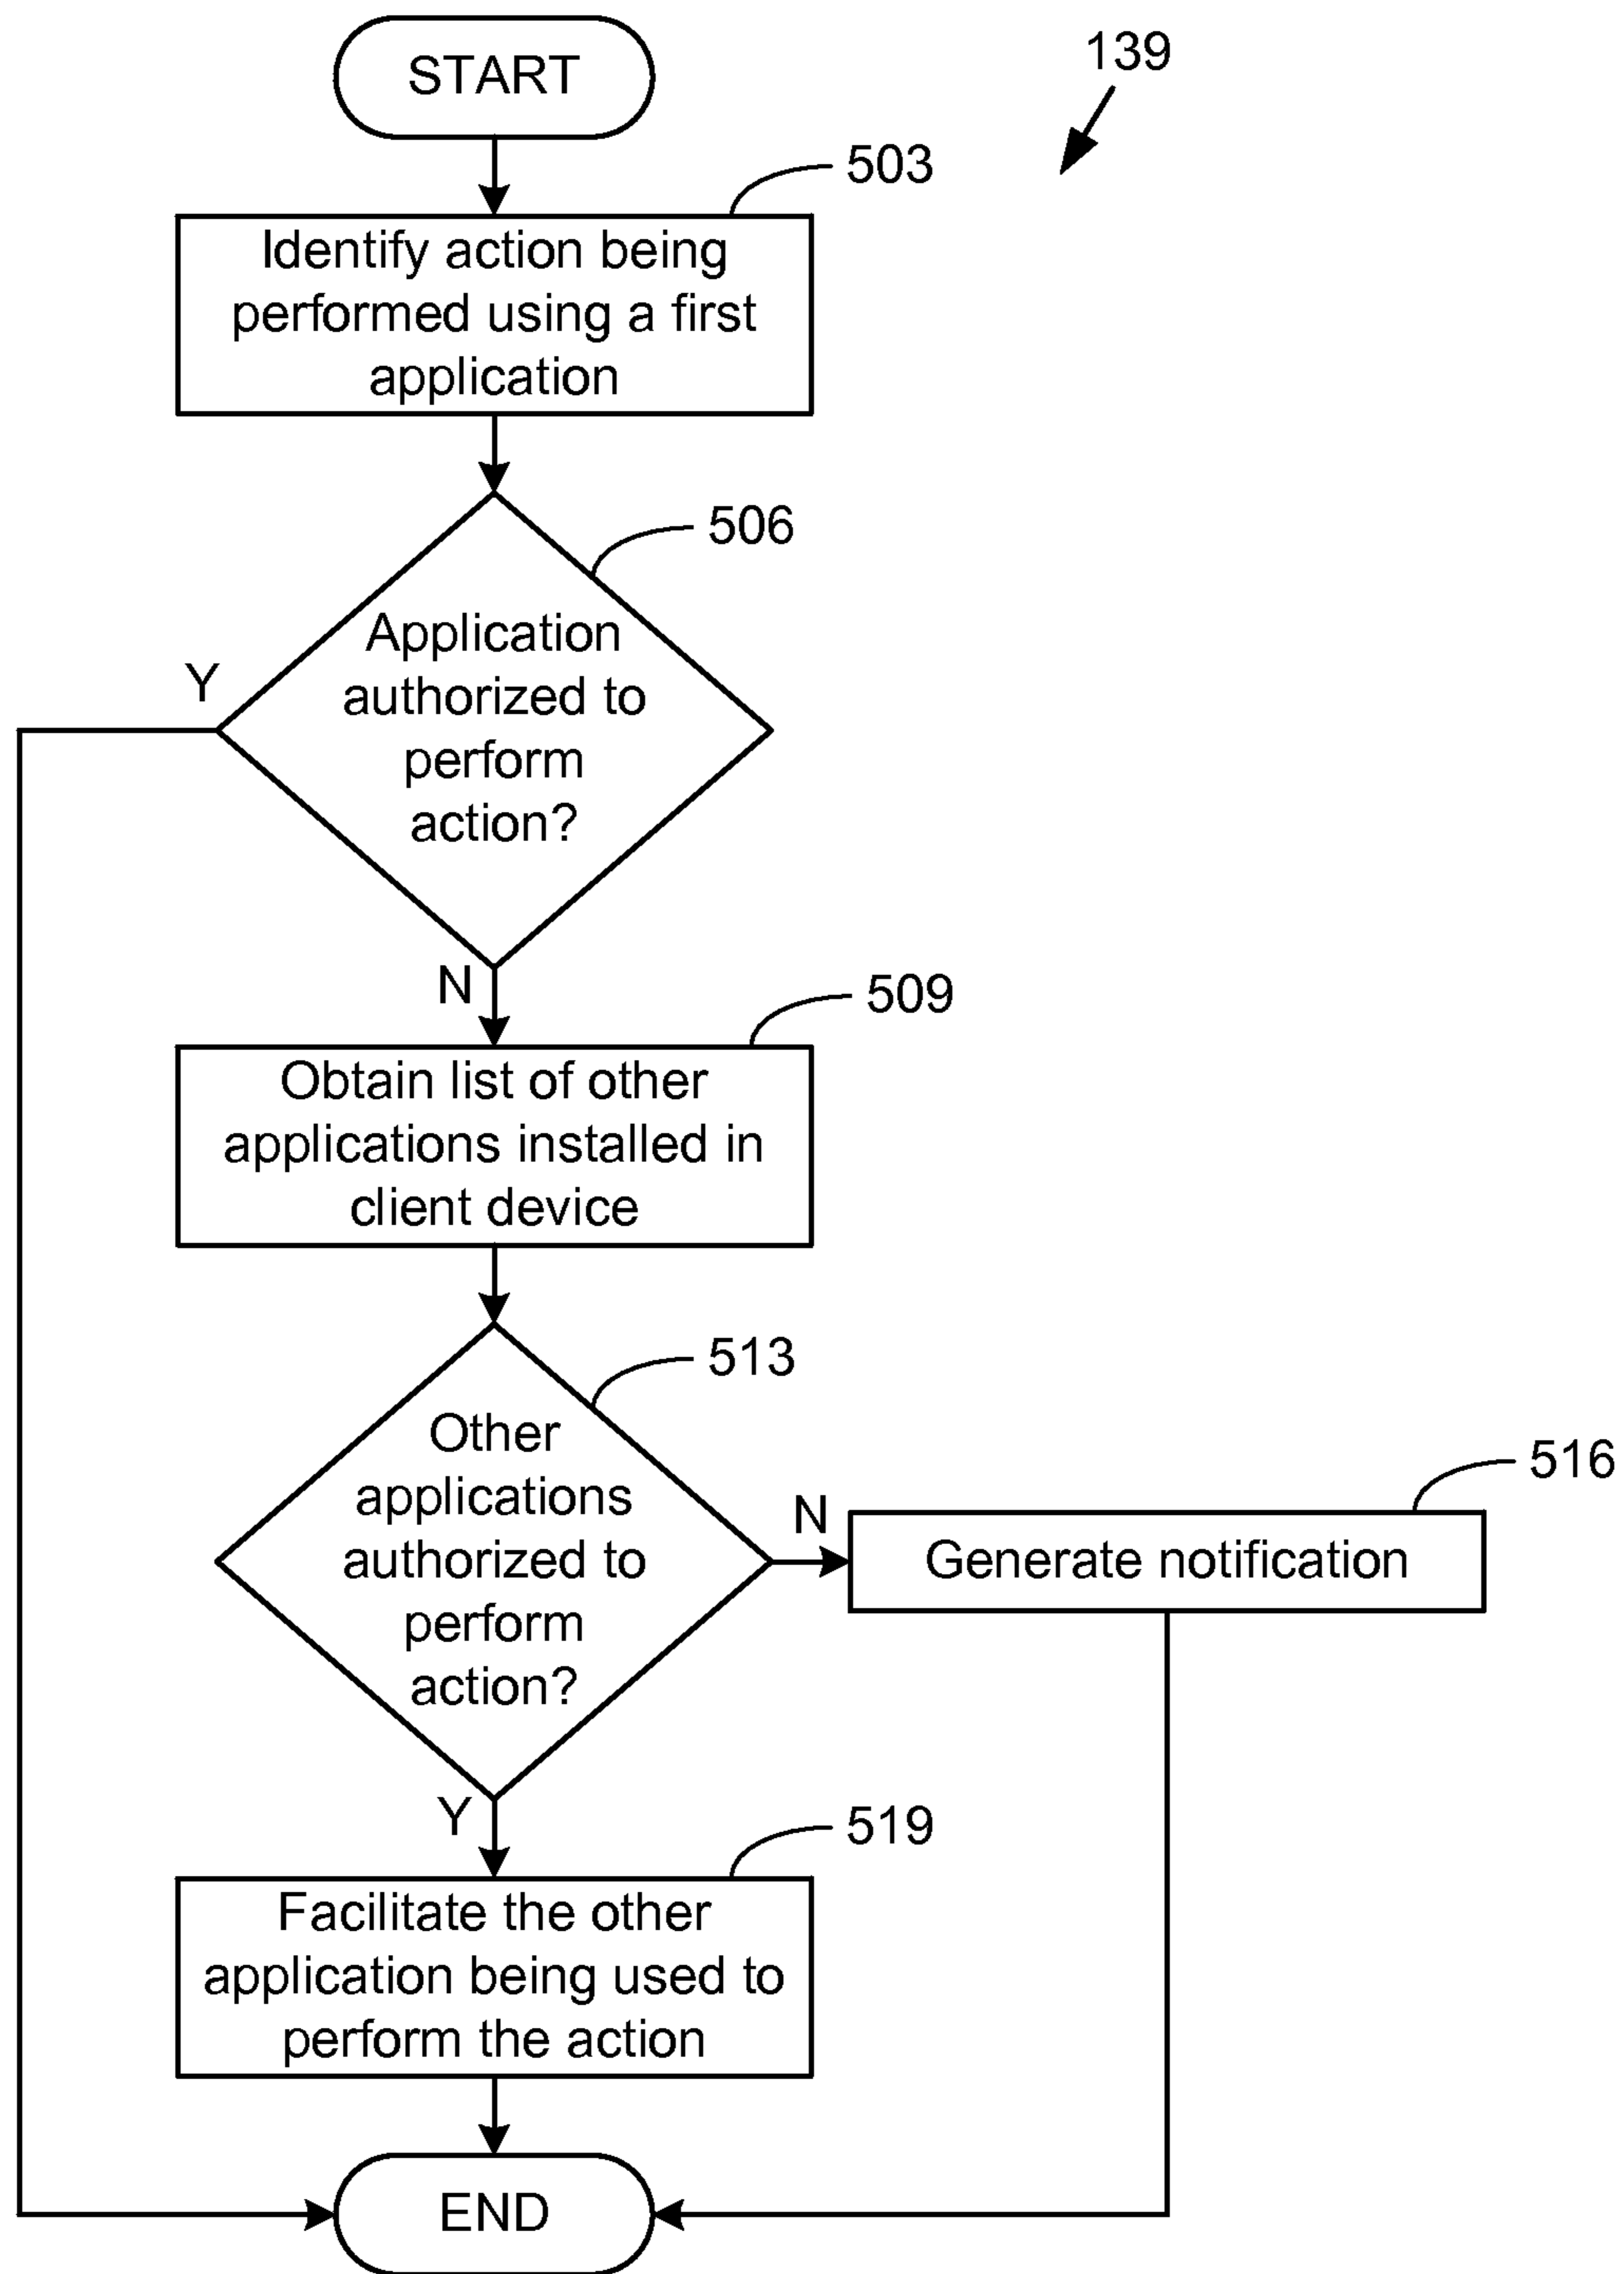 START
139
503
Identify action being
performed using a first
application
506
Application
authorized to
perform
action?
Y
N
509
Obtain list of other
applications installed in
client device
513
Other
applications
authorized to
perform
action?
N
516
Generate notification
Y
519
Facilitate the other
application being used to
perform the action
END